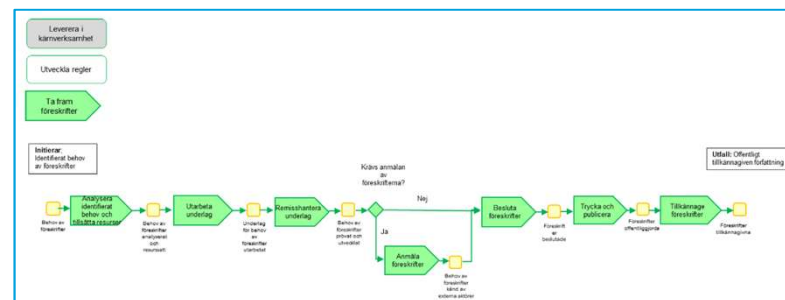 Leverera i
kärnverksamhet
Utveckla regler
Ta fram
föreskrifter
Initierar:
Identifierat behov
av föreskrifter
Utfall: Offentligt
tillkännagiven författning
Krävs anmälan
av
föreskrifterna?
Nej
Ja
Behov av
föreskrifter
Analysera
identifierat
behov och
tillsätta resurser
Behov av
föreskrifter
analyserat
och
resurssatt
Utarbeta
underlag
Underlag
för behov
av
föreskrifter
utarbetat
Remisshantera
underlag
Behov av
föreskrifter
prövat och
utvecklat
Anmäla
föreskrifter
Behov av
föreskrifter
känd av
externa aktörer
Besluta
föreskrifter
Föreskrift
er
beslutade
Trycka och
publicera
Föreskrifter
offentliggjorde
Tillkännage
föreskrifter
Föreskrifter
tillkännagivna